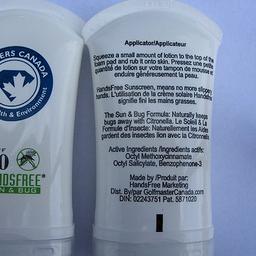 ERS CANADA
th & Environment
NDSFREE®
N & BUG
Applicator/Applicateur
Squeeze a small amount of lotion to the top of the
foam pad and rub it onto skin. Pressez une petite
quantité de lotion sur votre tampon de mousse et
enduire généreusement la peau.
HandsFree Sunscreen, means no more slippery
hands. L'utilisation de la crème solaire HandsFree
signifie fini les mains grasses.
The Sun & Bug Formula: Naturally keeps
bugs away with Citronella. Le Soleil & La
Formule d'Insecte: Naturellement les Aides
gardent des insectes lion avec la Citronelle.
Active Ingredients /Ingredients actific:
Octyl Methoxycinnamate
Octyl Salicylate, Benzophenone-3
Made by /Produit par:
HandsFree Marketing
Dist. By/par GolfmasterCanada.com
DIN: 02243751 Pat. 5871020